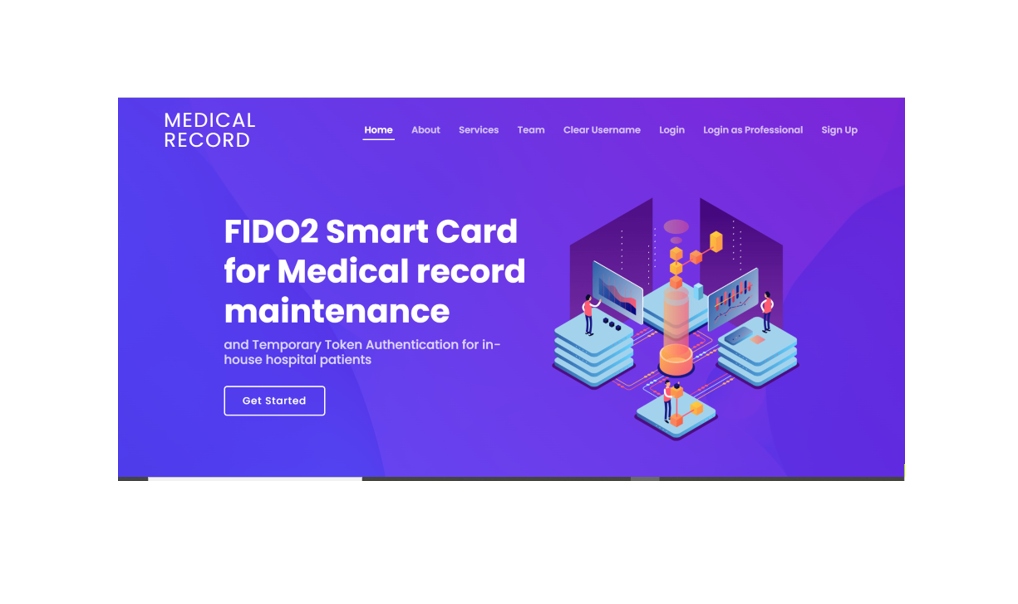 MEDICAL
RECORD
Home About Services Team Clear Username Login Login as Professional Sign Up
FIDO2 Smart Card
for Medical record
maintenance
and Temporary Token Authentication for in-
house hospital patients
Get Started